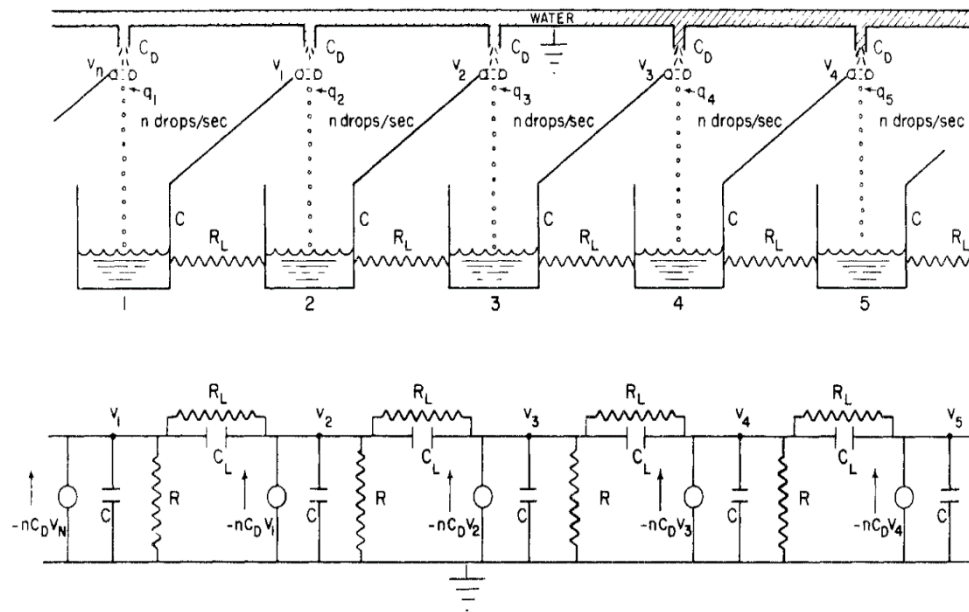 WATER
C_D C_D C_D C_D C_D
V_n V_1 V_2 V_3 V_4
q_1 q_2 q_3 q_4 q_5
n drops/sec n drops/sec n drops/sec n drops/sec n drops/sec
C C C C C
R_L R_L R_L R_L R_L
1 2 3 4 5
R_L R_L R_L R_L
V_1 V_2 V_3 V_4 V_5
C_L C_L C_L C_L
-nC_DV_N C R -nC_DV_1 C R -nC_DV_2 C R -nC_DV_3 C R -nC_DV_4 C